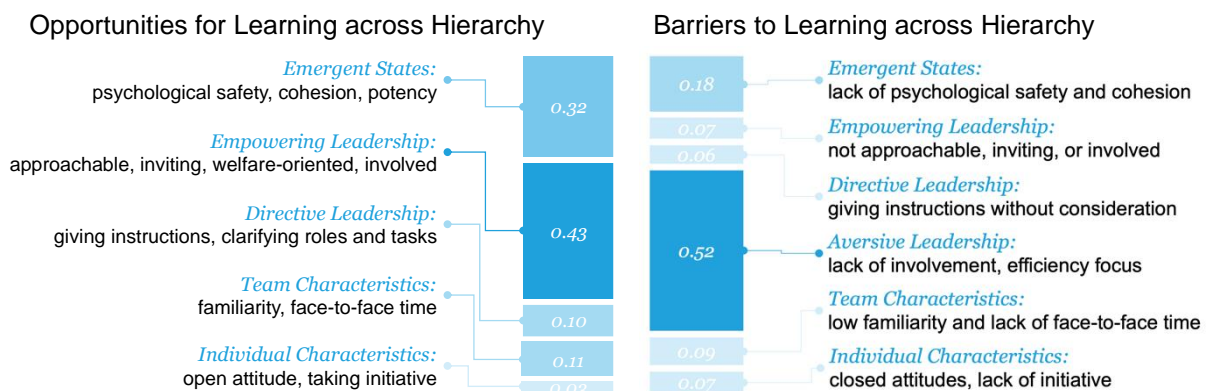 Opportunities for Learning across Hierarchy
Emergent States:
psychological safety, cohesion, potency
0.32
Empowering Leadership:
approachable, inviting, welfare-oriented, involved
0.43
Directive Leadership:
giving instructions, clarifying roles and tasks
0.10
Team Characteristics:
familiarity, face-to-face time
0.11
Individual Characteristics:
open attitude, taking initiative
Barriers to Learning across Hierarchy
0.18
Emergent States:
lack of psychological safety and cohesion
0.07
Empowering Leadership:
not approachable, inviting, or involved
0.06
Directive Leadership:
giving instructions without consideration
0.52
Aversive Leadership:
lack of involvement, efficiency focus
0.09
Team Characteristics:
low familiarity and lack of face-to-face time
0.07
Individual Characteristics:
closed attitudes, lack of initiative